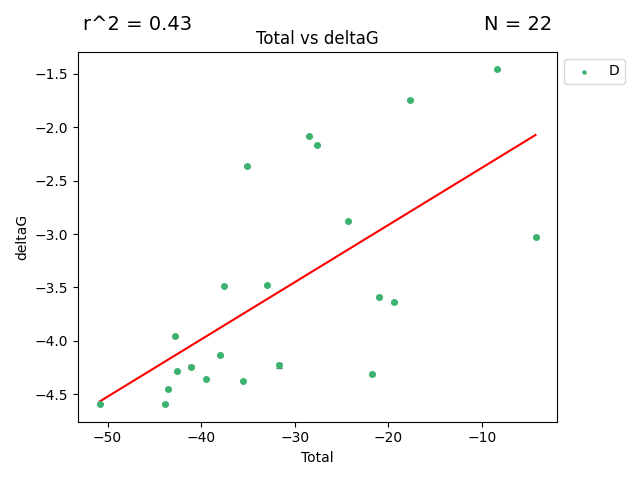 r^2 = 0.43
N = 22
Total vs deltaG
D
−1.5
−2.0
−2.5
−3.0
−3.5
−4.0
−4.5
deltaG
−50
−40
−30
−20
−10
Total